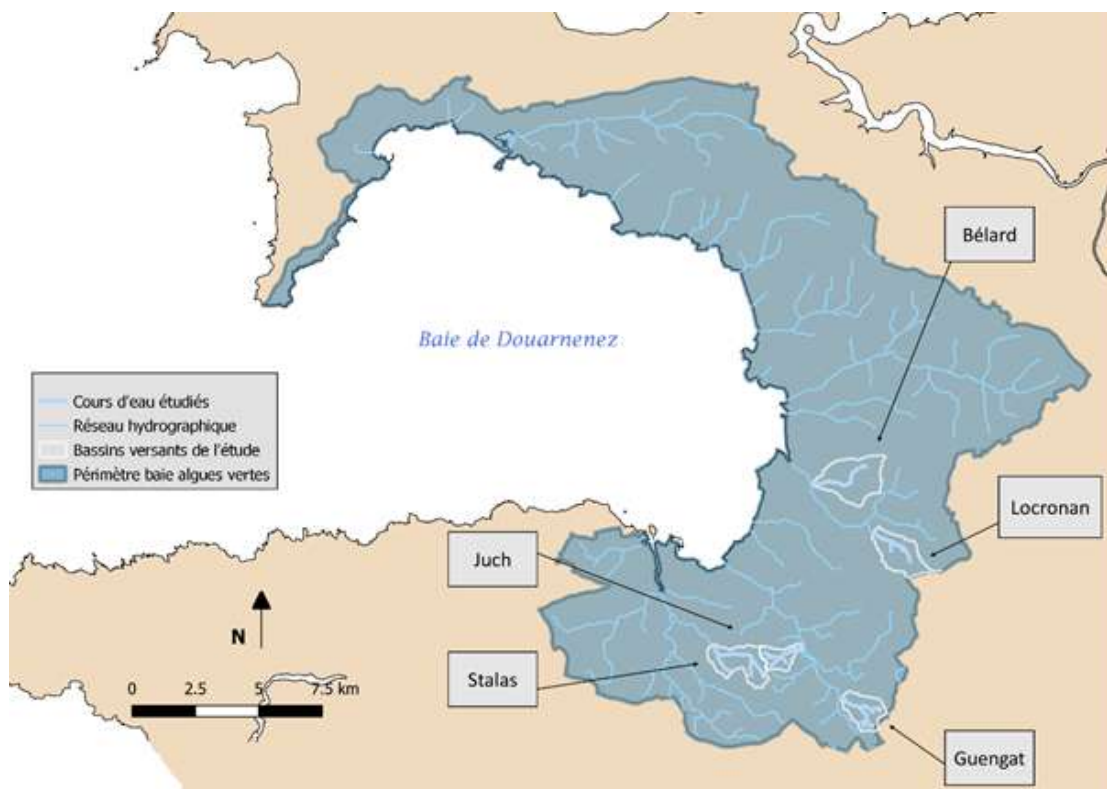 Bélard
Baie de Douarnenez
Cours d'eau étudiés
Réseau hydrographique
Bassins versants de l'étude
Périmètre baie algues vertes
Locronan
Juch
N
Stalas
0 2.5 5 7.5 km
Guengat